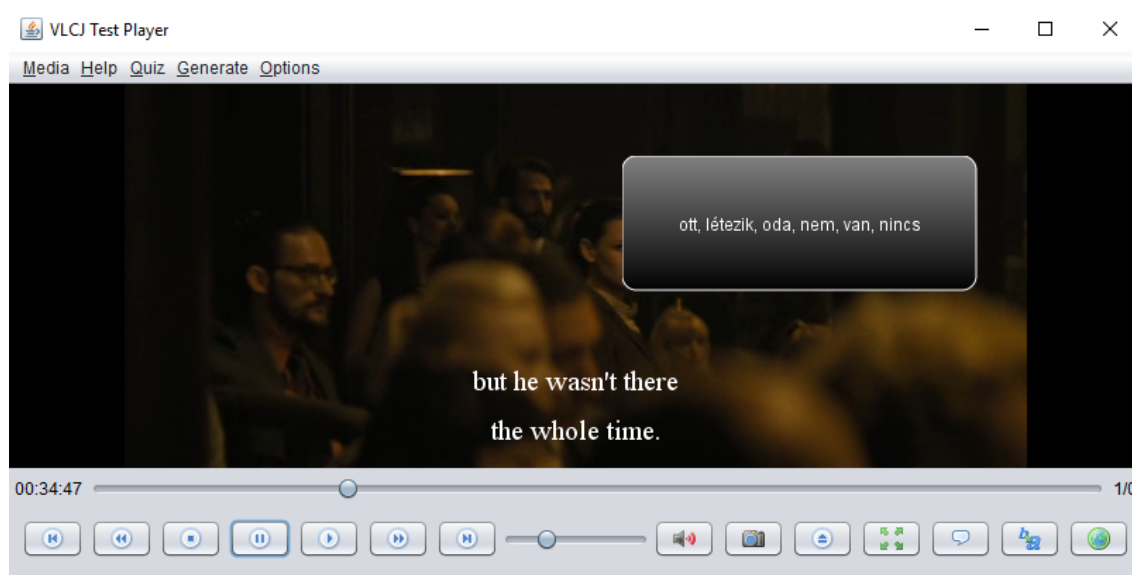 VLCJ Test Player
Media Help Quiz Generate Options
ott, létezik, oda, nem, van, nincs
but he wasn't there
the whole time.
00:34:47